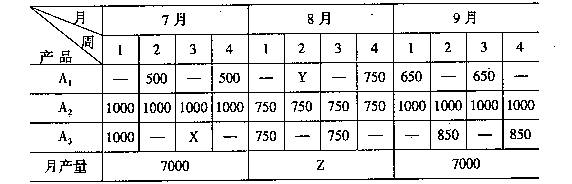 月 7月 8月 9月
周
产品 1 2 3 4 1 2 3 4 1 2 3 4
A₁ — 500 — 500 — Y — 750 650 — 650 —
A₂ 1000 1000 1000 1000 750 750 750 750 1000 1000 1000 1000
A₃ 1000 — X — 750 — 750 — — 850 — 850
月产量 7000 Z 7000